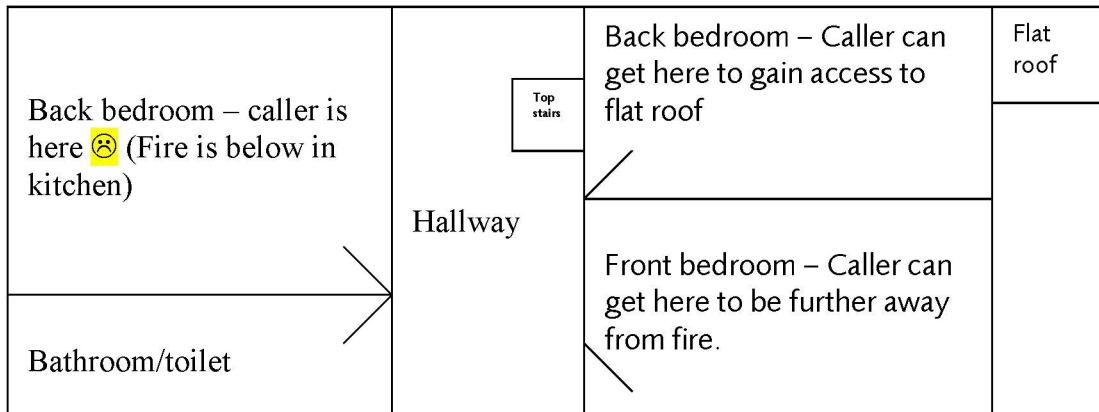 Back bedroom – caller is
here ☹ (Fire is below in
kitchen)
Bathroom/toilet
Hallway
Top
stairs
Back bedroom – Caller can
get here to gain access to
flat roof
Front bedroom – Caller can
get here to be further away
from fire.
Flat
roof